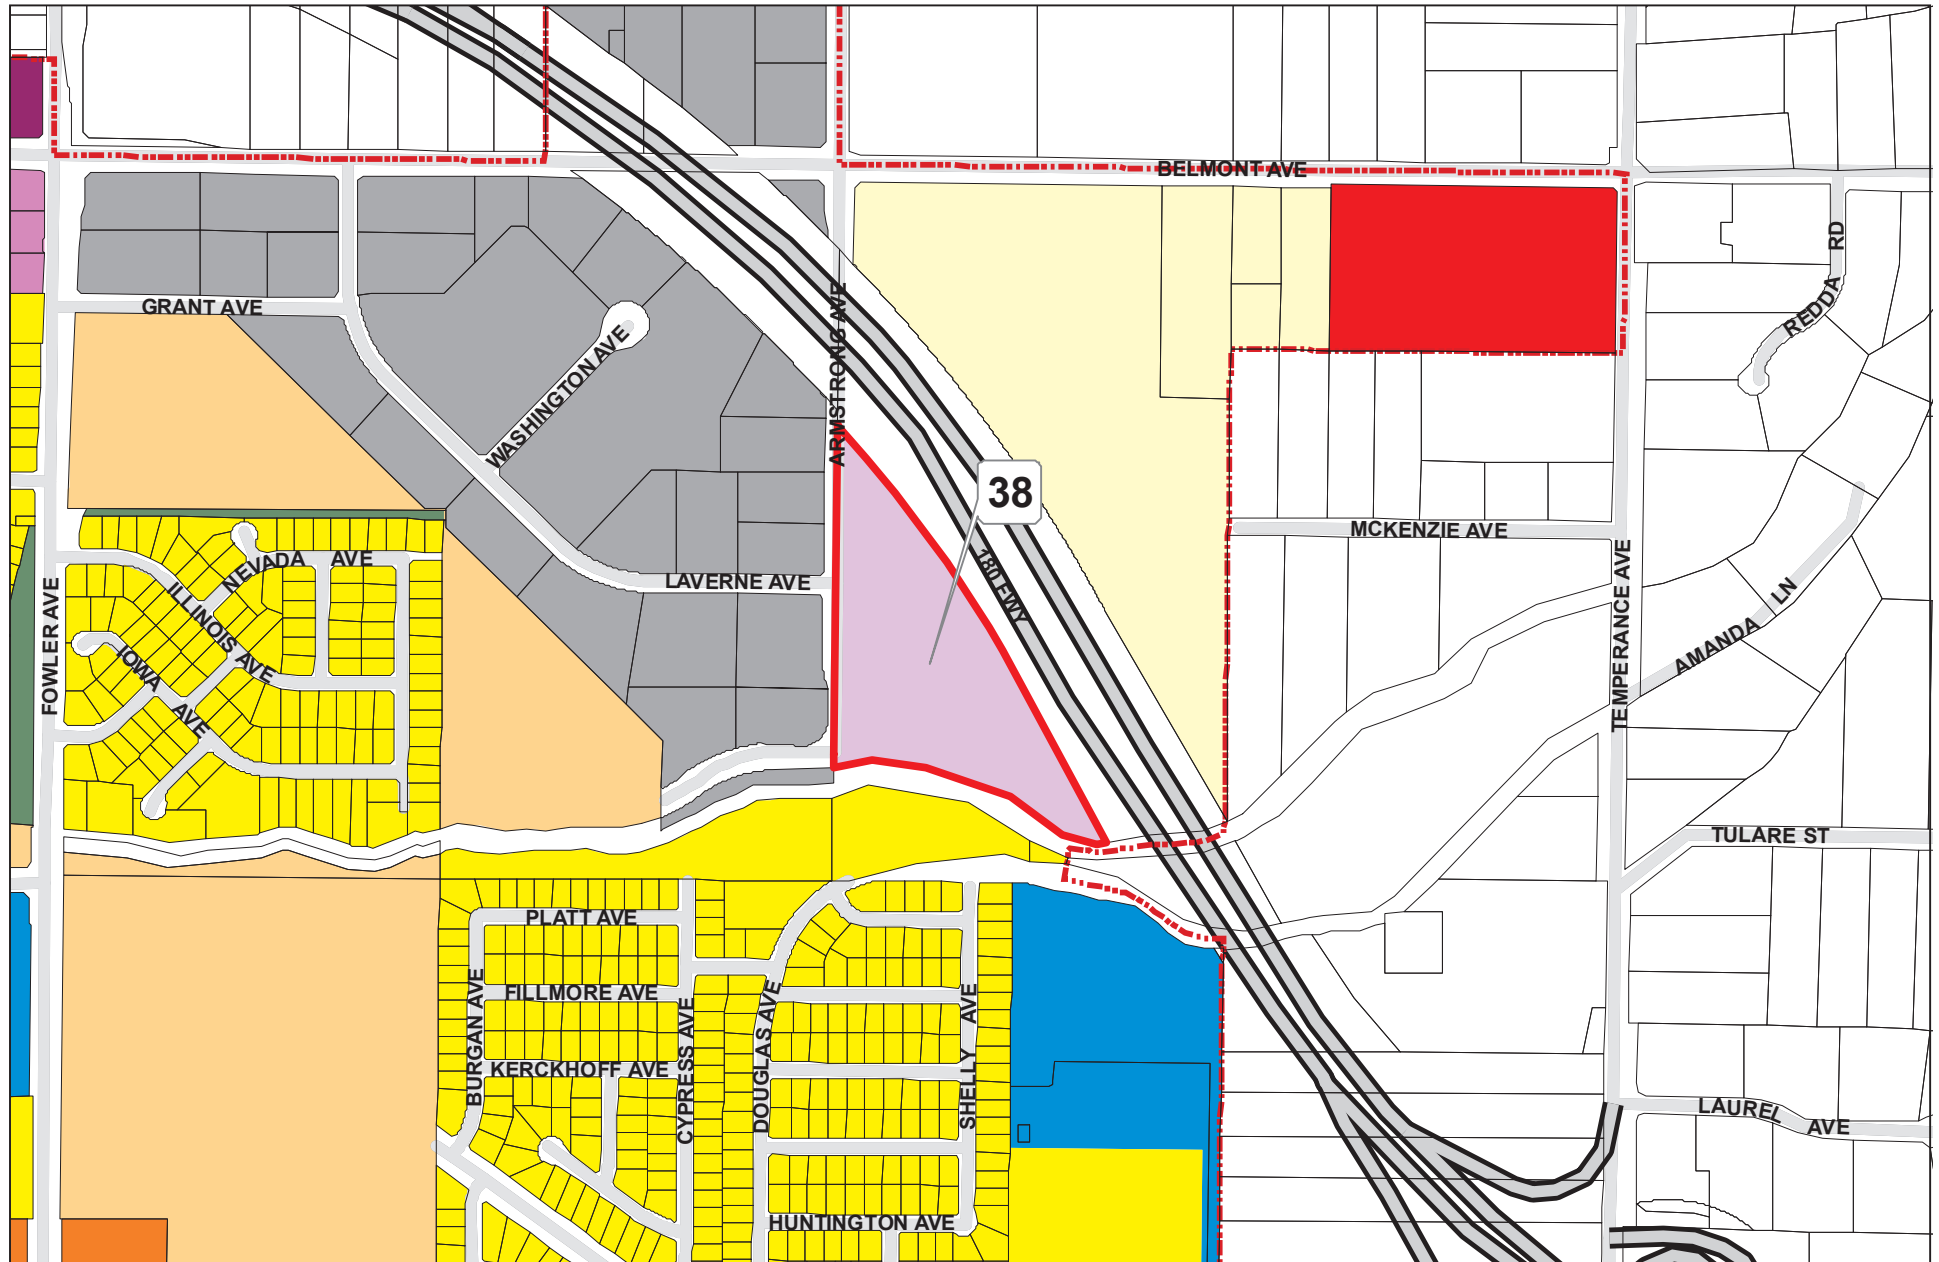 BELMONT AVE
REDDA RD
GRANT AVE
WASHINGTON AVE
ARMSTRONG AVE
38
MCKENZIE AVE
NEVADA AVE
180 FWY
LAVERNE AVE
FOWLER AVE
ILLINOIS AVE
TEMPERANCE AVE
AMANDA LN
IOWA AVE
TULARE ST
PLATT AVE
BURGAN AVE
FILLMORE AVE
CYPRESS AVE
DOUGLAS AVE
SHELLY AVE
KERCKHOFF AVE
LAUREL AVE
HUNTINGTON AVE